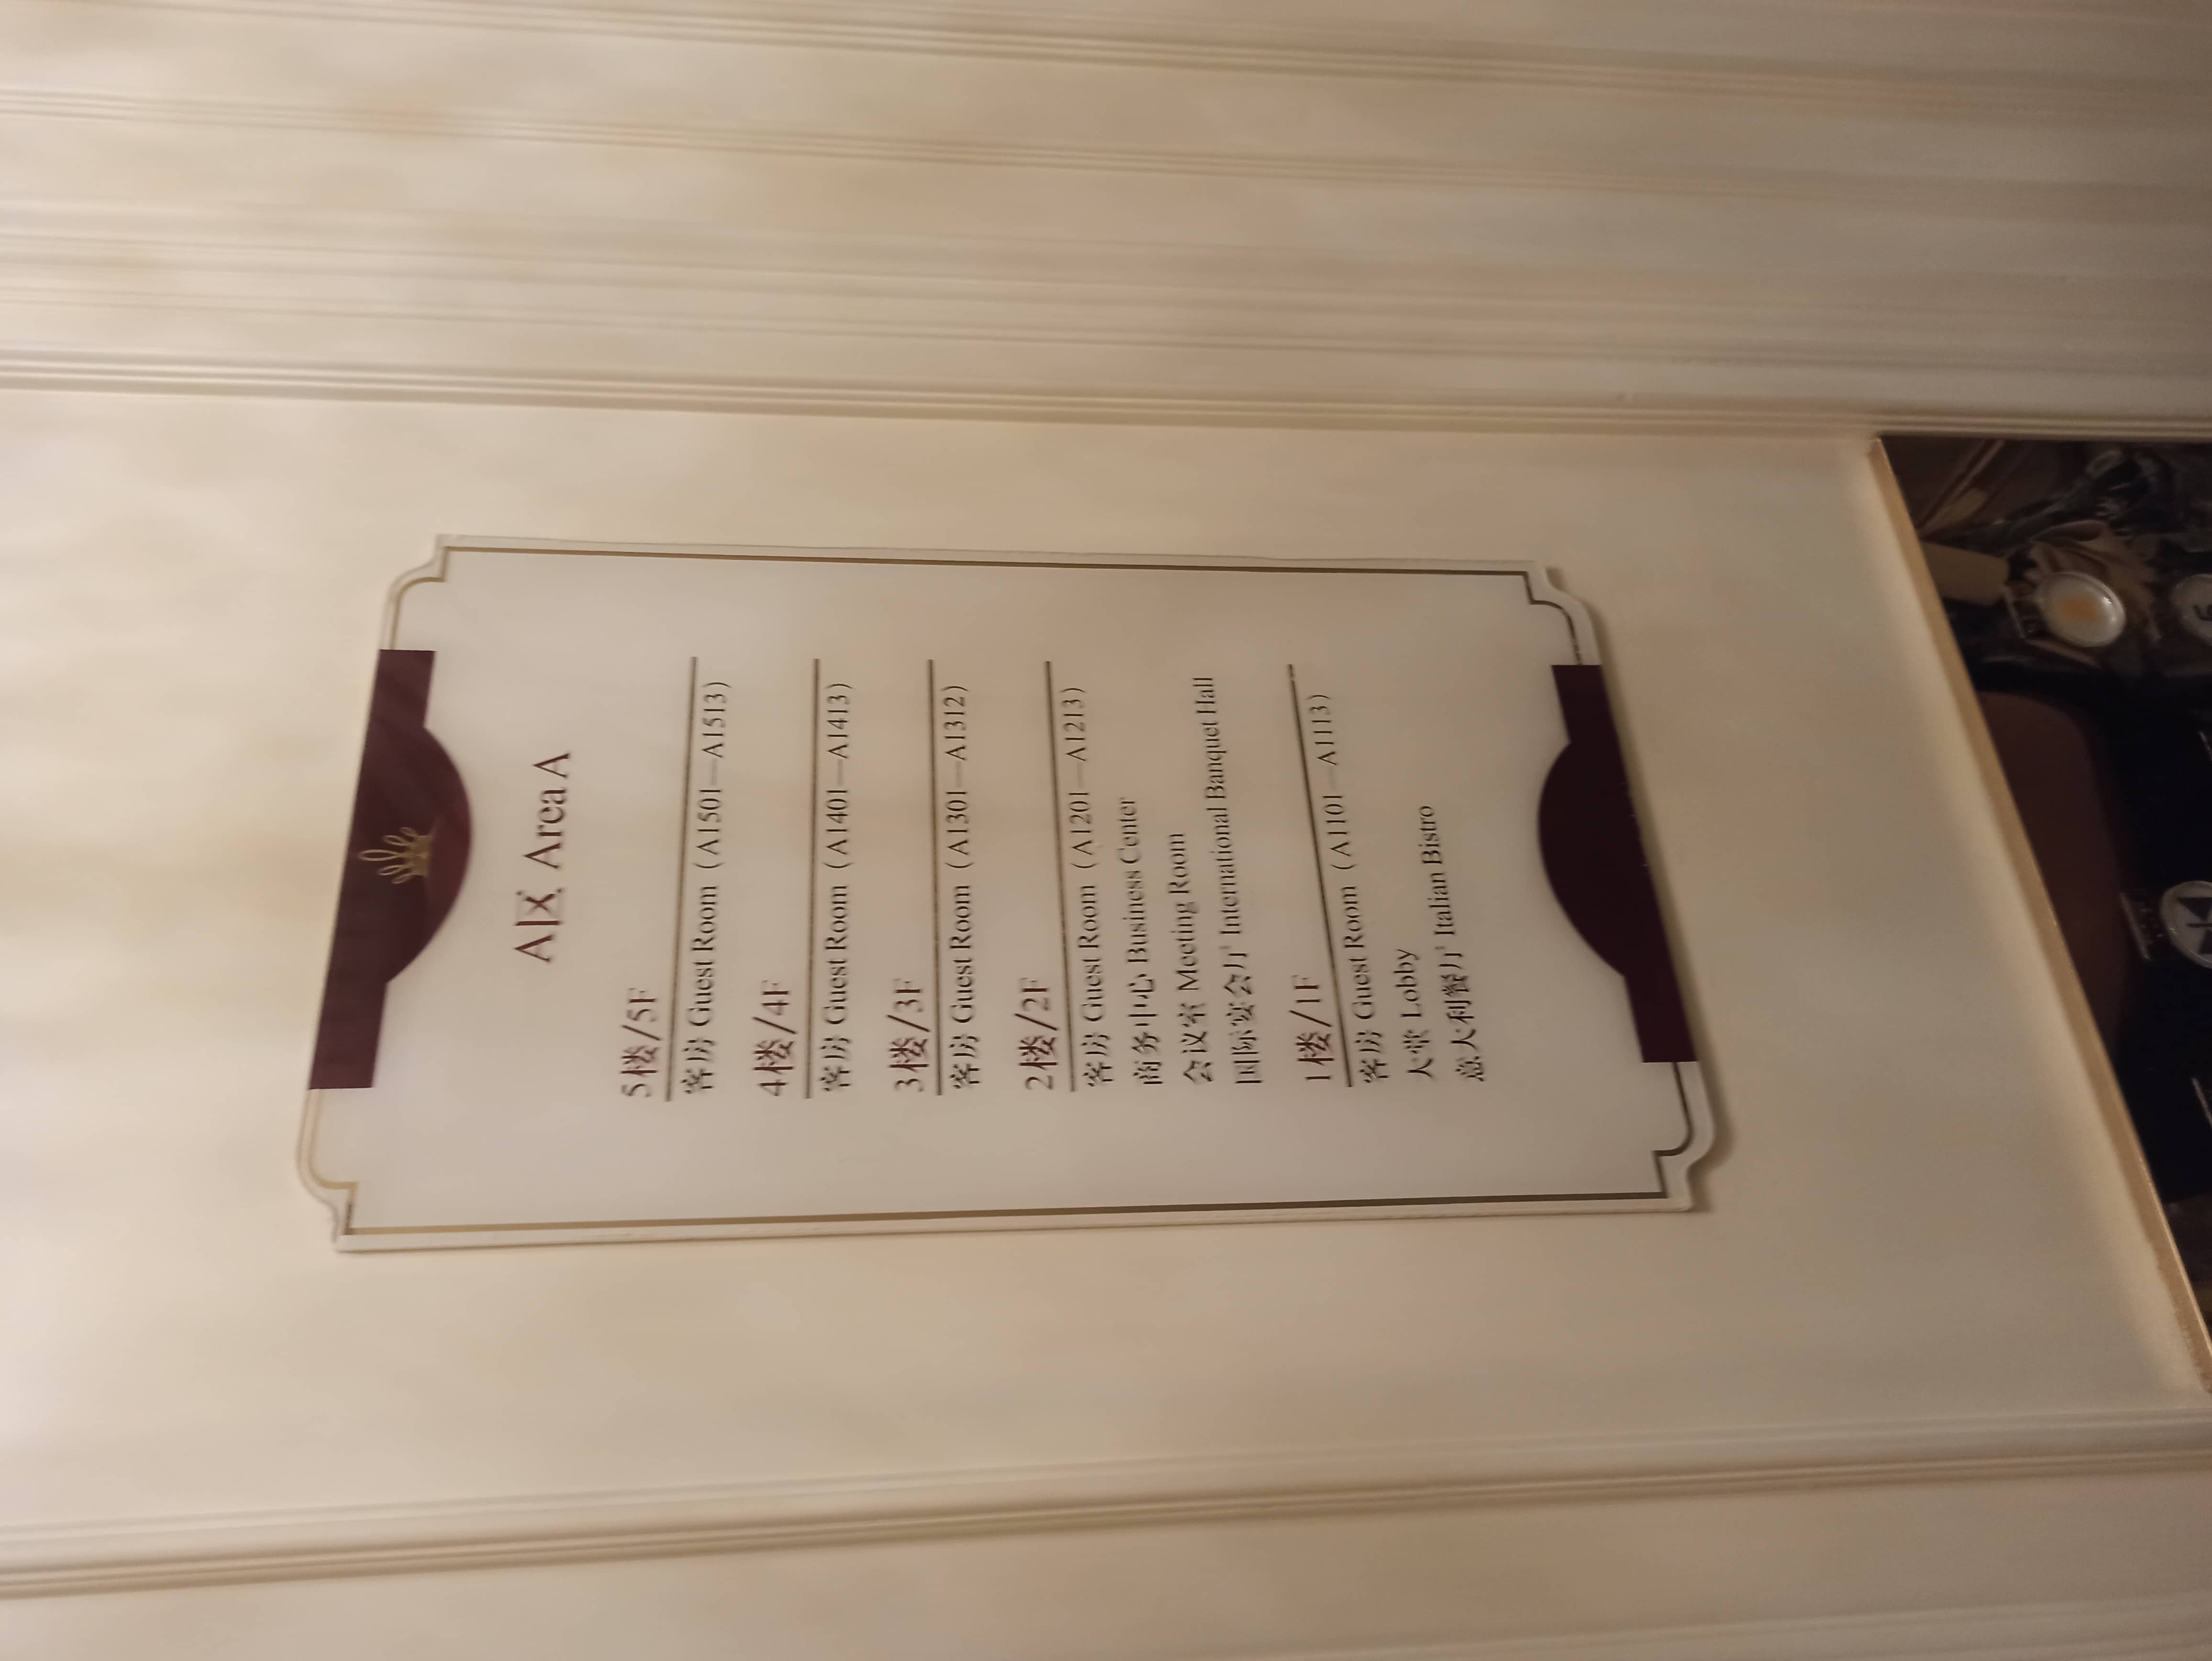 A区 Area A
5楼/5F
客房 Guest Room（A1501—A1513）
4楼/4F
客房 Guest Room（A1401—A1413）
3楼/3F
客房 Guest Room（A1301—A1312）
2楼/2F
客房 Guest Room（A1201—A1213）
商务中心 Business Center
会议室 Meeting Room
国际宴会厅 International Banquet Hall
1楼/1F
客房 Guest Room（A1101—A1113）
大堂 Lobby
意大利餐厅 Italian Bistro
5